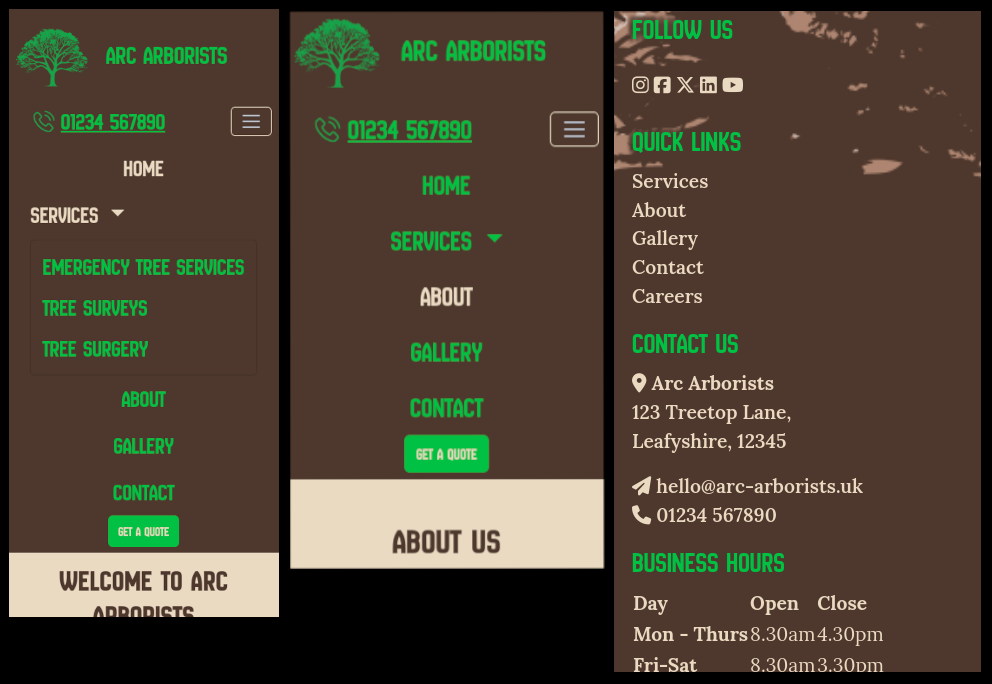 ARC ARBORISTS
01234 567890
HOME
SERVICES
EMERGENCY TREE SERVICES
TREE SURVEYS
TREE SURGERY
ABOUT
GALLERY
CONTACT
GET A QUOTE
WELCOME TO ARC
ARBORISTS
ARC ARBORISTS
01234 567890
HOME
SERVICES
ABOUT
GALLERY
CONTACT
GET A QUOTE
ABOUT US
FOLLOW US
QUICK LINKS
Services
About
Gallery
Contact
Careers
CONTACT US
Arc Arborists
123 Treetop Lane,
Leafyshire, 12345
hello@arc-arborists.uk
01234 567890
BUSINESS HOURS
Day Open Close
Mon - Thurs 8.30am 4.30pm
Fri-Sat 8.30am 3.30pm